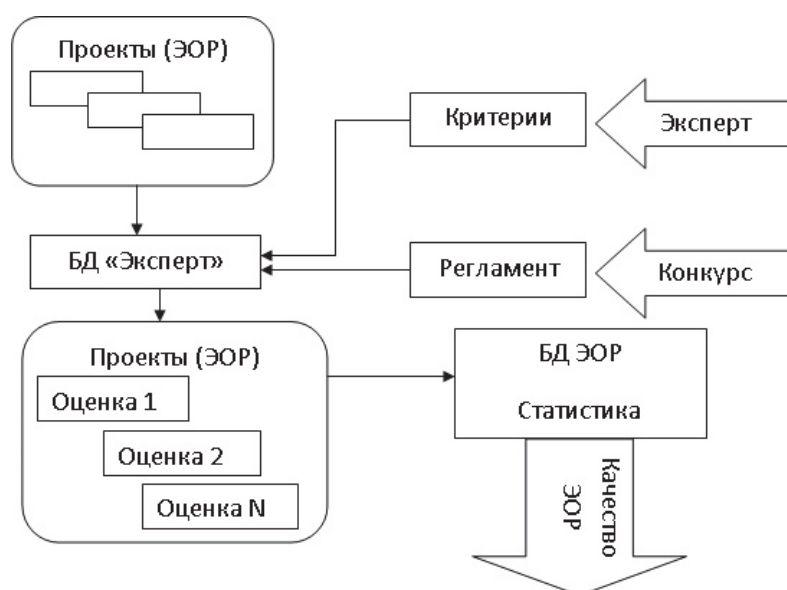 Проекты (ЭОР)
Критерии
Эксперт
БД «Эксперт»
Регламент
Конкурс
Проекты (ЭОР)
Оценка 1
Оценка 2
Оценка N
БД ЭОР
Статистика
Качество
ЭОР